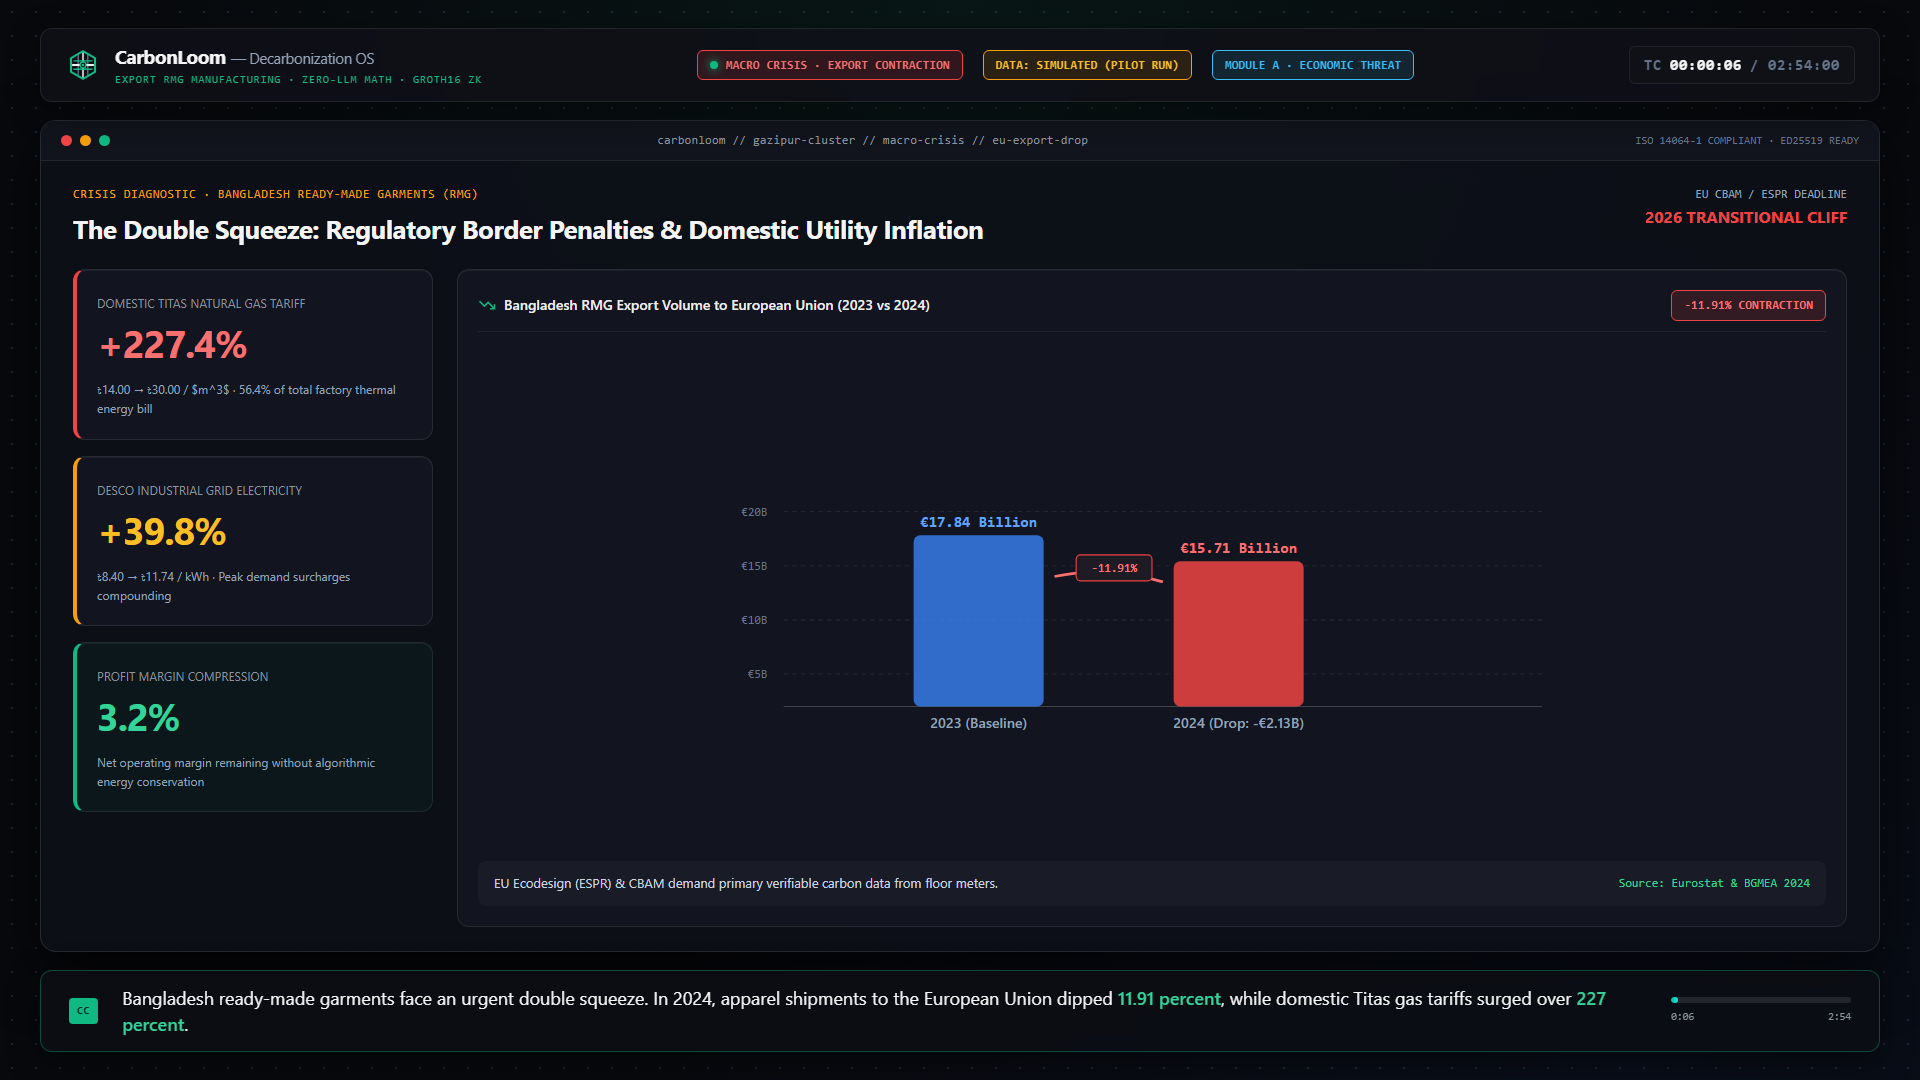 CarbonLoom — Decarbonization OS
EXPORT RMG MANUFACTURING · ZERO-LLM MATH · GROTH16 ZK
MACRO CRISIS · EXPORT CONTRACTION
DATA: SIMULATED (PILOT RUN)
MODULE A · ECONOMIC THREAT
TC 00:00:06 / 02:54:00
carbonloom // gazipur-cluster // macro-crisis // eu-export-drop
ISO 14064-1 COMPLIANT · ED25519 READY
CRISIS DIAGNOSTIC · BANGLADESH READY-MADE GARMENTS (RMG)
The Double Squeeze: Regulatory Border Penalties & Domestic Utility Inflation
EU CBAM / ESPR DEADLINE
2026 TRANSITIONAL CLIFF
DOMESTIC TITAS NATURAL GAS TARIFF
+227.4%
৳14.00 → ৳30.00 / $m^3$ · 56.4% of total factory thermal
energy bill
DESCO INDUSTRIAL GRID ELECTRICITY
+39.8%
৳8.40 → ৳11.74 / kWh · Peak demand surcharges
compounding
PROFIT MARGIN COMPRESSION
3.2%
Net operating margin remaining without algorithmic
energy conservation
Bangladesh RMG Export Volume to European Union (2023 vs 2024)
-11.91% CONTRACTION
€20B
€15B
€10B
€5B
€17.84 Billion
-11.91%
€15.71 Billion
2023 (Baseline)
2024 (Drop: -€2.13B)
EU Ecodesign (ESPR) & CBAM demand primary verifiable carbon data from floor meters.
Source: Eurostat & BGMEA 2024
CC
Bangladesh ready-made garments face an urgent double squeeze. In 2024, apparel shipments to the European Union dipped 11.91 percent, while domestic Titas gas tariffs surged over 227
percent.
0:06
2:54